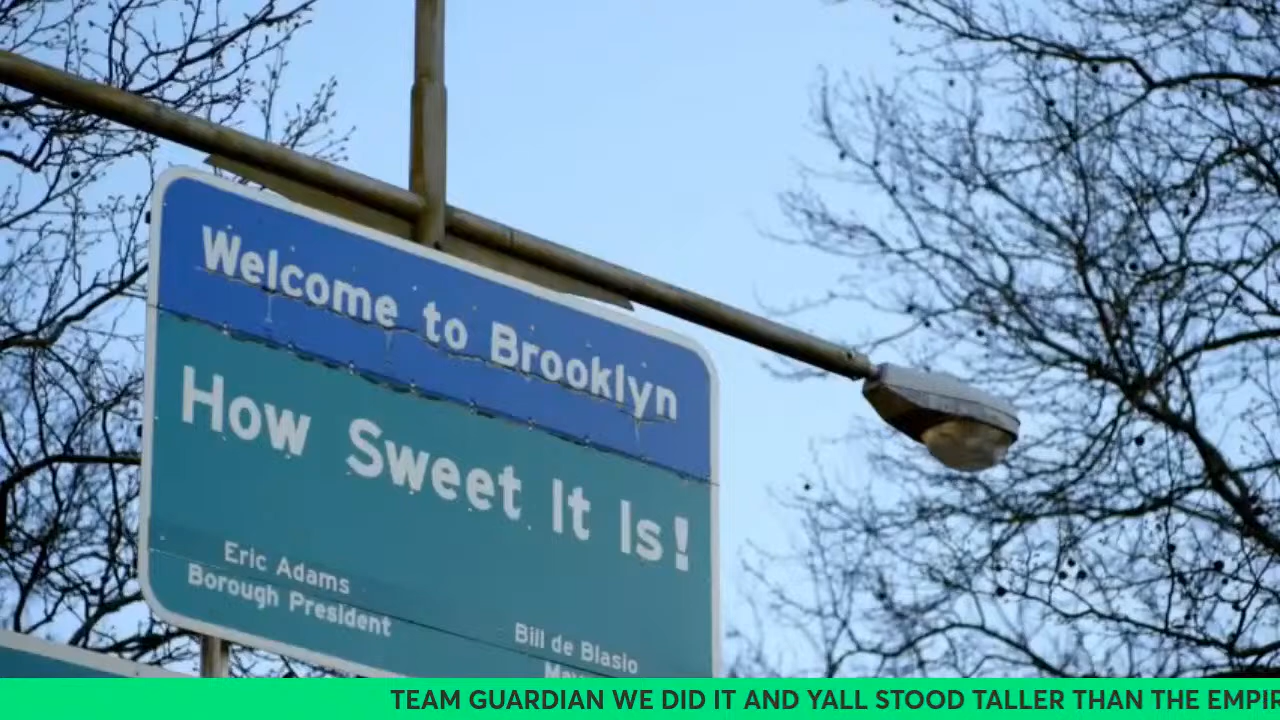 Welcome to Brooklyn
How Sweet It Is!
Eric Adams
Borough President
Bill de Blasio
TEAM GUARDIAN WE DID IT AND YALL STOOD TALLER THAN THE